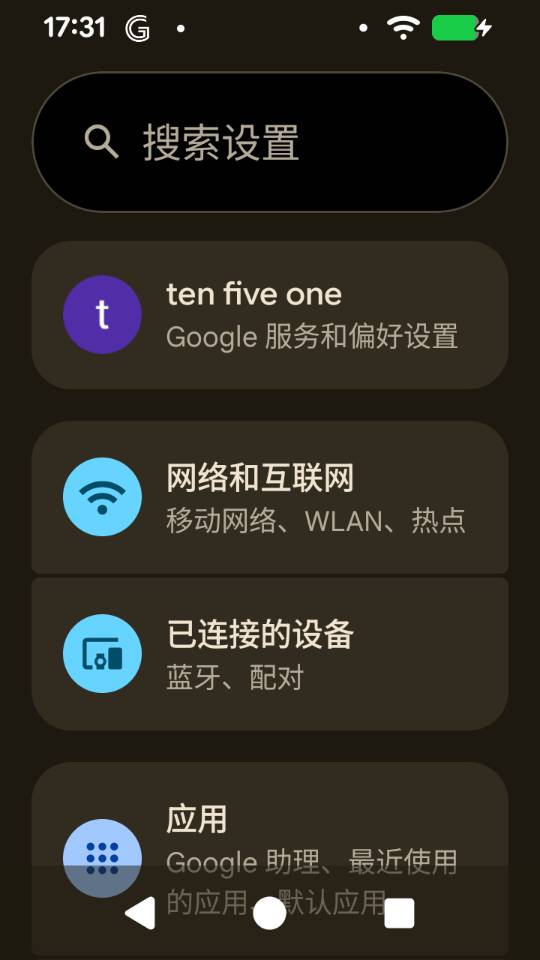 17:31
搜索设置
t
ten five one
Google 服务和偏好设置
网络和互联网
移动网络、WLAN、热点
已连接的设备
蓝牙、配对
应用
Google 助理、最近使用
的应用、默认应用